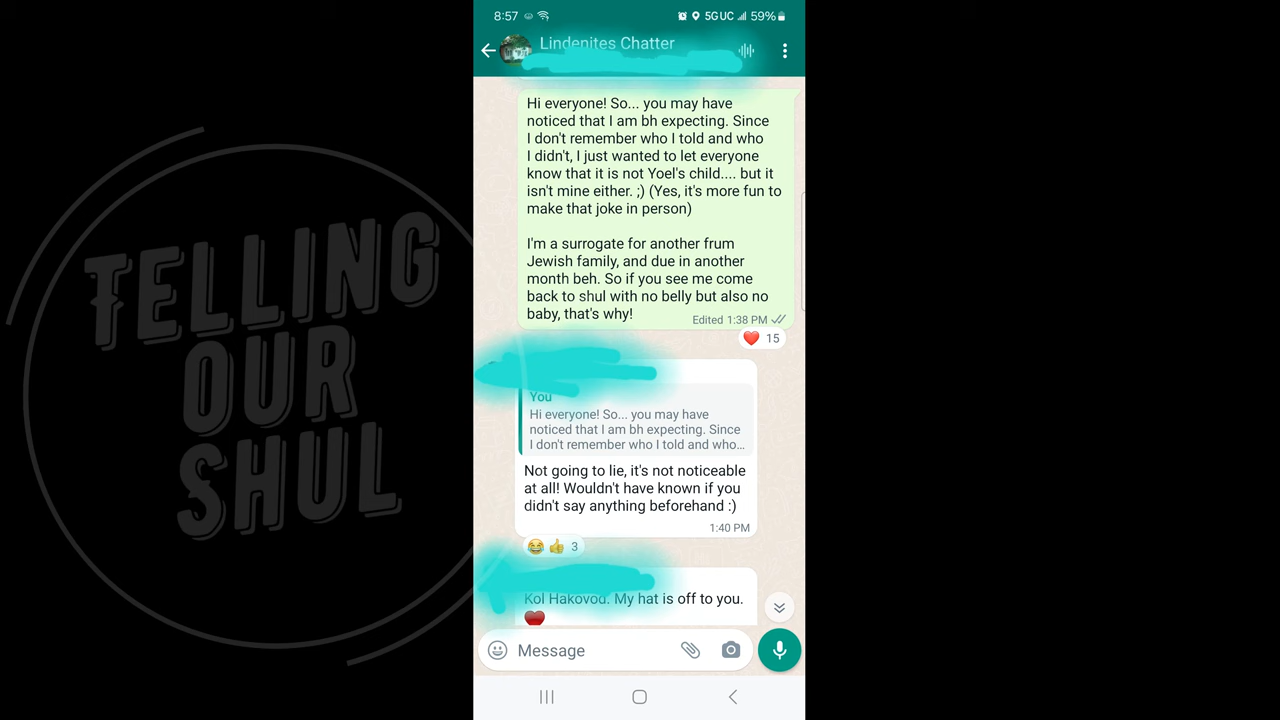 TELLING
OUR
SHUL
8:57
5GUC
59%
Lindenites Chatter
Hi everyone! So... you may have
noticed that I am bh expecting. Since
I don't remember who I told and who
I didn't, I just wanted to let everyone
know that it is not Yoel's child.... but it
isn't mine either. ;) (Yes, it's more fun to
make that joke in person)
I'm a surrogate for another frum
Jewish family, and due in another
month beh. So if you see me come
back to shul with no belly but also no
baby, that's why!
Edited 1:38 PM
15
You
Hi everyone! So... you may have
noticed that I am bh expecting. Since
I don't remember who I told and who...
Not going to lie, it's not noticeable
at all! Wouldn't have known if you
didn't say anything beforehand :)
1:40 PM
3
Kol Hakovod. My hat is off to you.
Message